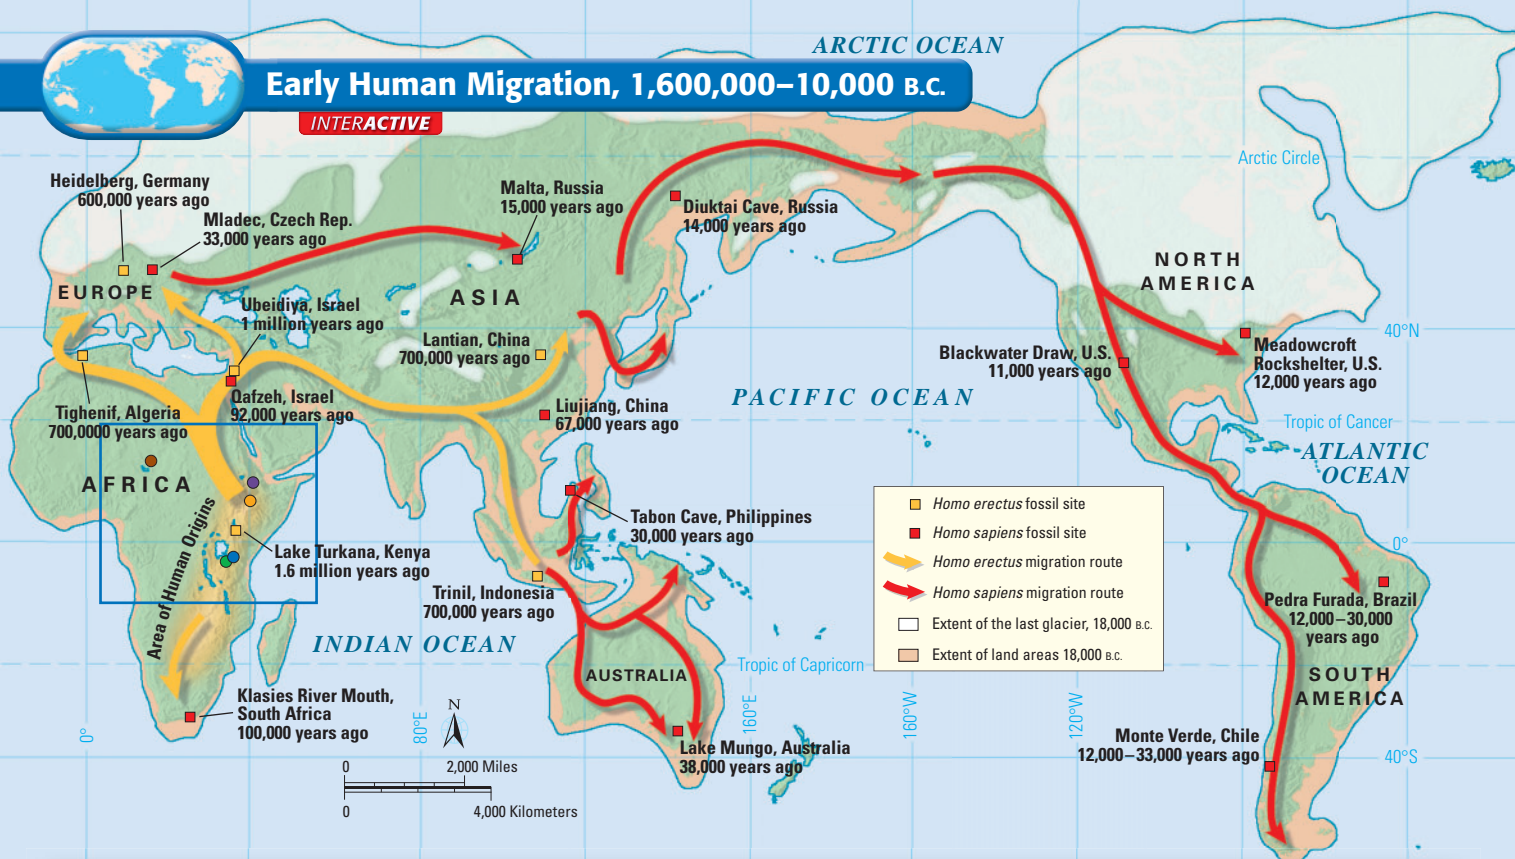 ARCTIC OCEAN
Early Human Migration, 1,600,000–10,000 B.C.
INTERACTIVE
Arctic Circle
Heidelberg, Germany
600,000 years ago
Mladec, Czech Rep.
33,000 years ago
Malta, Russia
15,000 years ago
Diuktai Cave, Russia
14,000 years ago
NORTH
AMERICA
EUROPE
ASIA
Ubeidiya, Israel
1 million years ago
Lantian, China
700,000 years ago
40°N
Blackwater Draw, U.S.
11,000 years ago
Meadowcroft
Rockshelter, U.S.
12,000 years ago
Qafzeh, Israel
92,000 years ago
Tighenif, Algeria
700,0000 years ago
Liujiang, China
67,000 years ago
PACIFIC OCEAN
Tropic of Cancer
ATLANTIC
OCEAN
AFRICA
Area of Human Origins
Tabon Cave, Philippines
30,000 years ago
Homo erectus fossil site
Homo sapiens fossil site
Homo erectus migration route
Homo sapiens migration route
Extent of the last glacier, 18,000 B.C.
Extent of land areas 18,000 B.C.
0°
Lake Turkana, Kenya
1.6 million years ago
Trinil, Indonesia
700,000 years ago
Pedra Furada, Brazil
12,000–30,000
years ago
INDIAN OCEAN
AUSTRALIA
Tropic of Capricorn
SOUTH
AMERICA
Klasies River Mouth,
South Africa
100,000 years ago
0°
80°E
N
160°E
160°W
120°W
Lake Mungo, Australia
38,000 years ago
Monte Verde, Chile
12,000–33,000 years ago
40°S
0 2,000 Miles
0 4,000 Kilometers